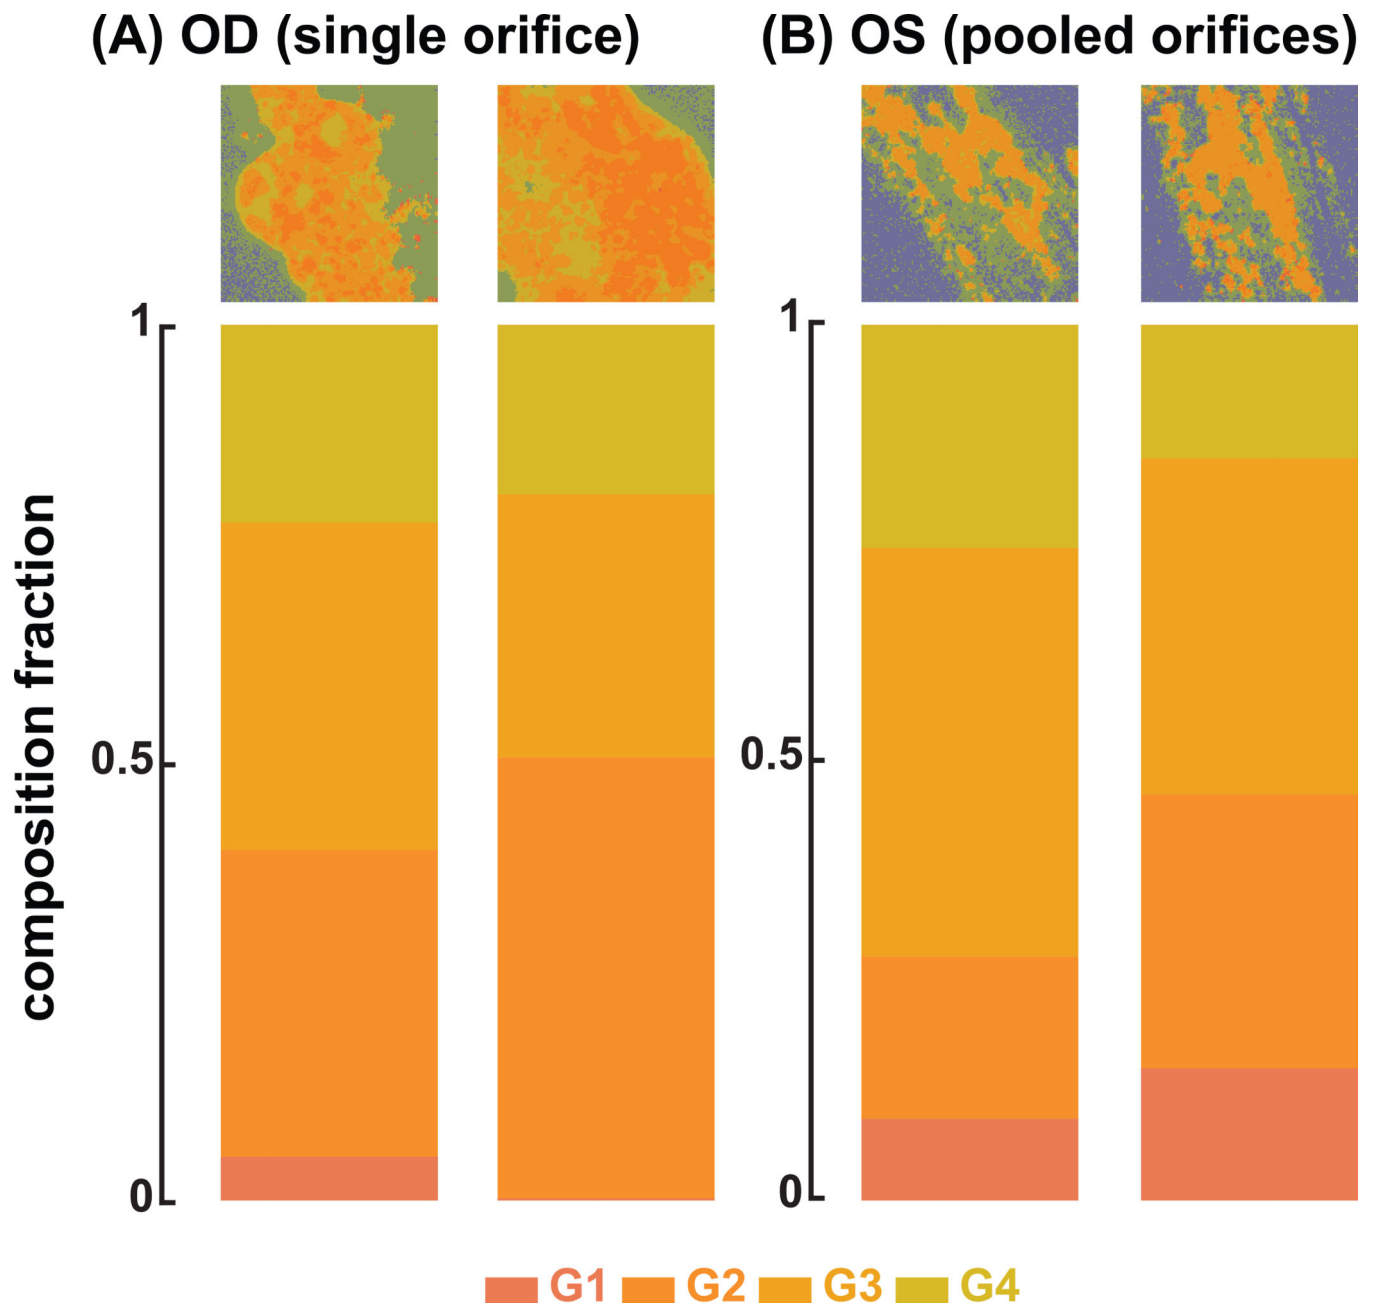 (A) OD (single orifice)
(B) OS (pooled orifices)
1
0.5
0
composition fraction
1
0.5
0
G1 G2 G3 G4